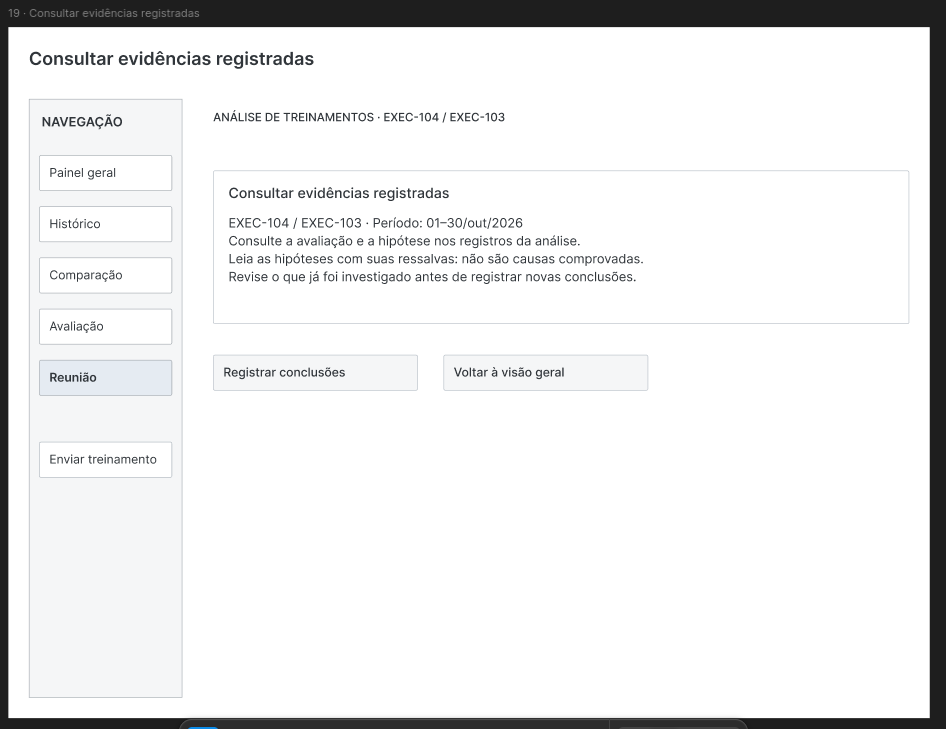 19 · Consultar evidências registradas
Consultar evidências registradas
NAVEGAÇÃO
Painel geral
Histórico
Comparação
Avaliação
Reunião
Enviar treinamento
ANÁLISE DE TREINAMENTOS · EXEC-104 / EXEC-103
Consultar evidências registradas
EXEC-104 / EXEC-103 · Período: 01–30/out/2026
Consulte a avaliação e a hipótese nos registros da análise.
Leia as hipóteses com suas ressalvas: não são causas comprovadas.
Revise o que já foi investigado antes de registrar novas conclusões.
Registrar conclusões
Voltar à visão geral